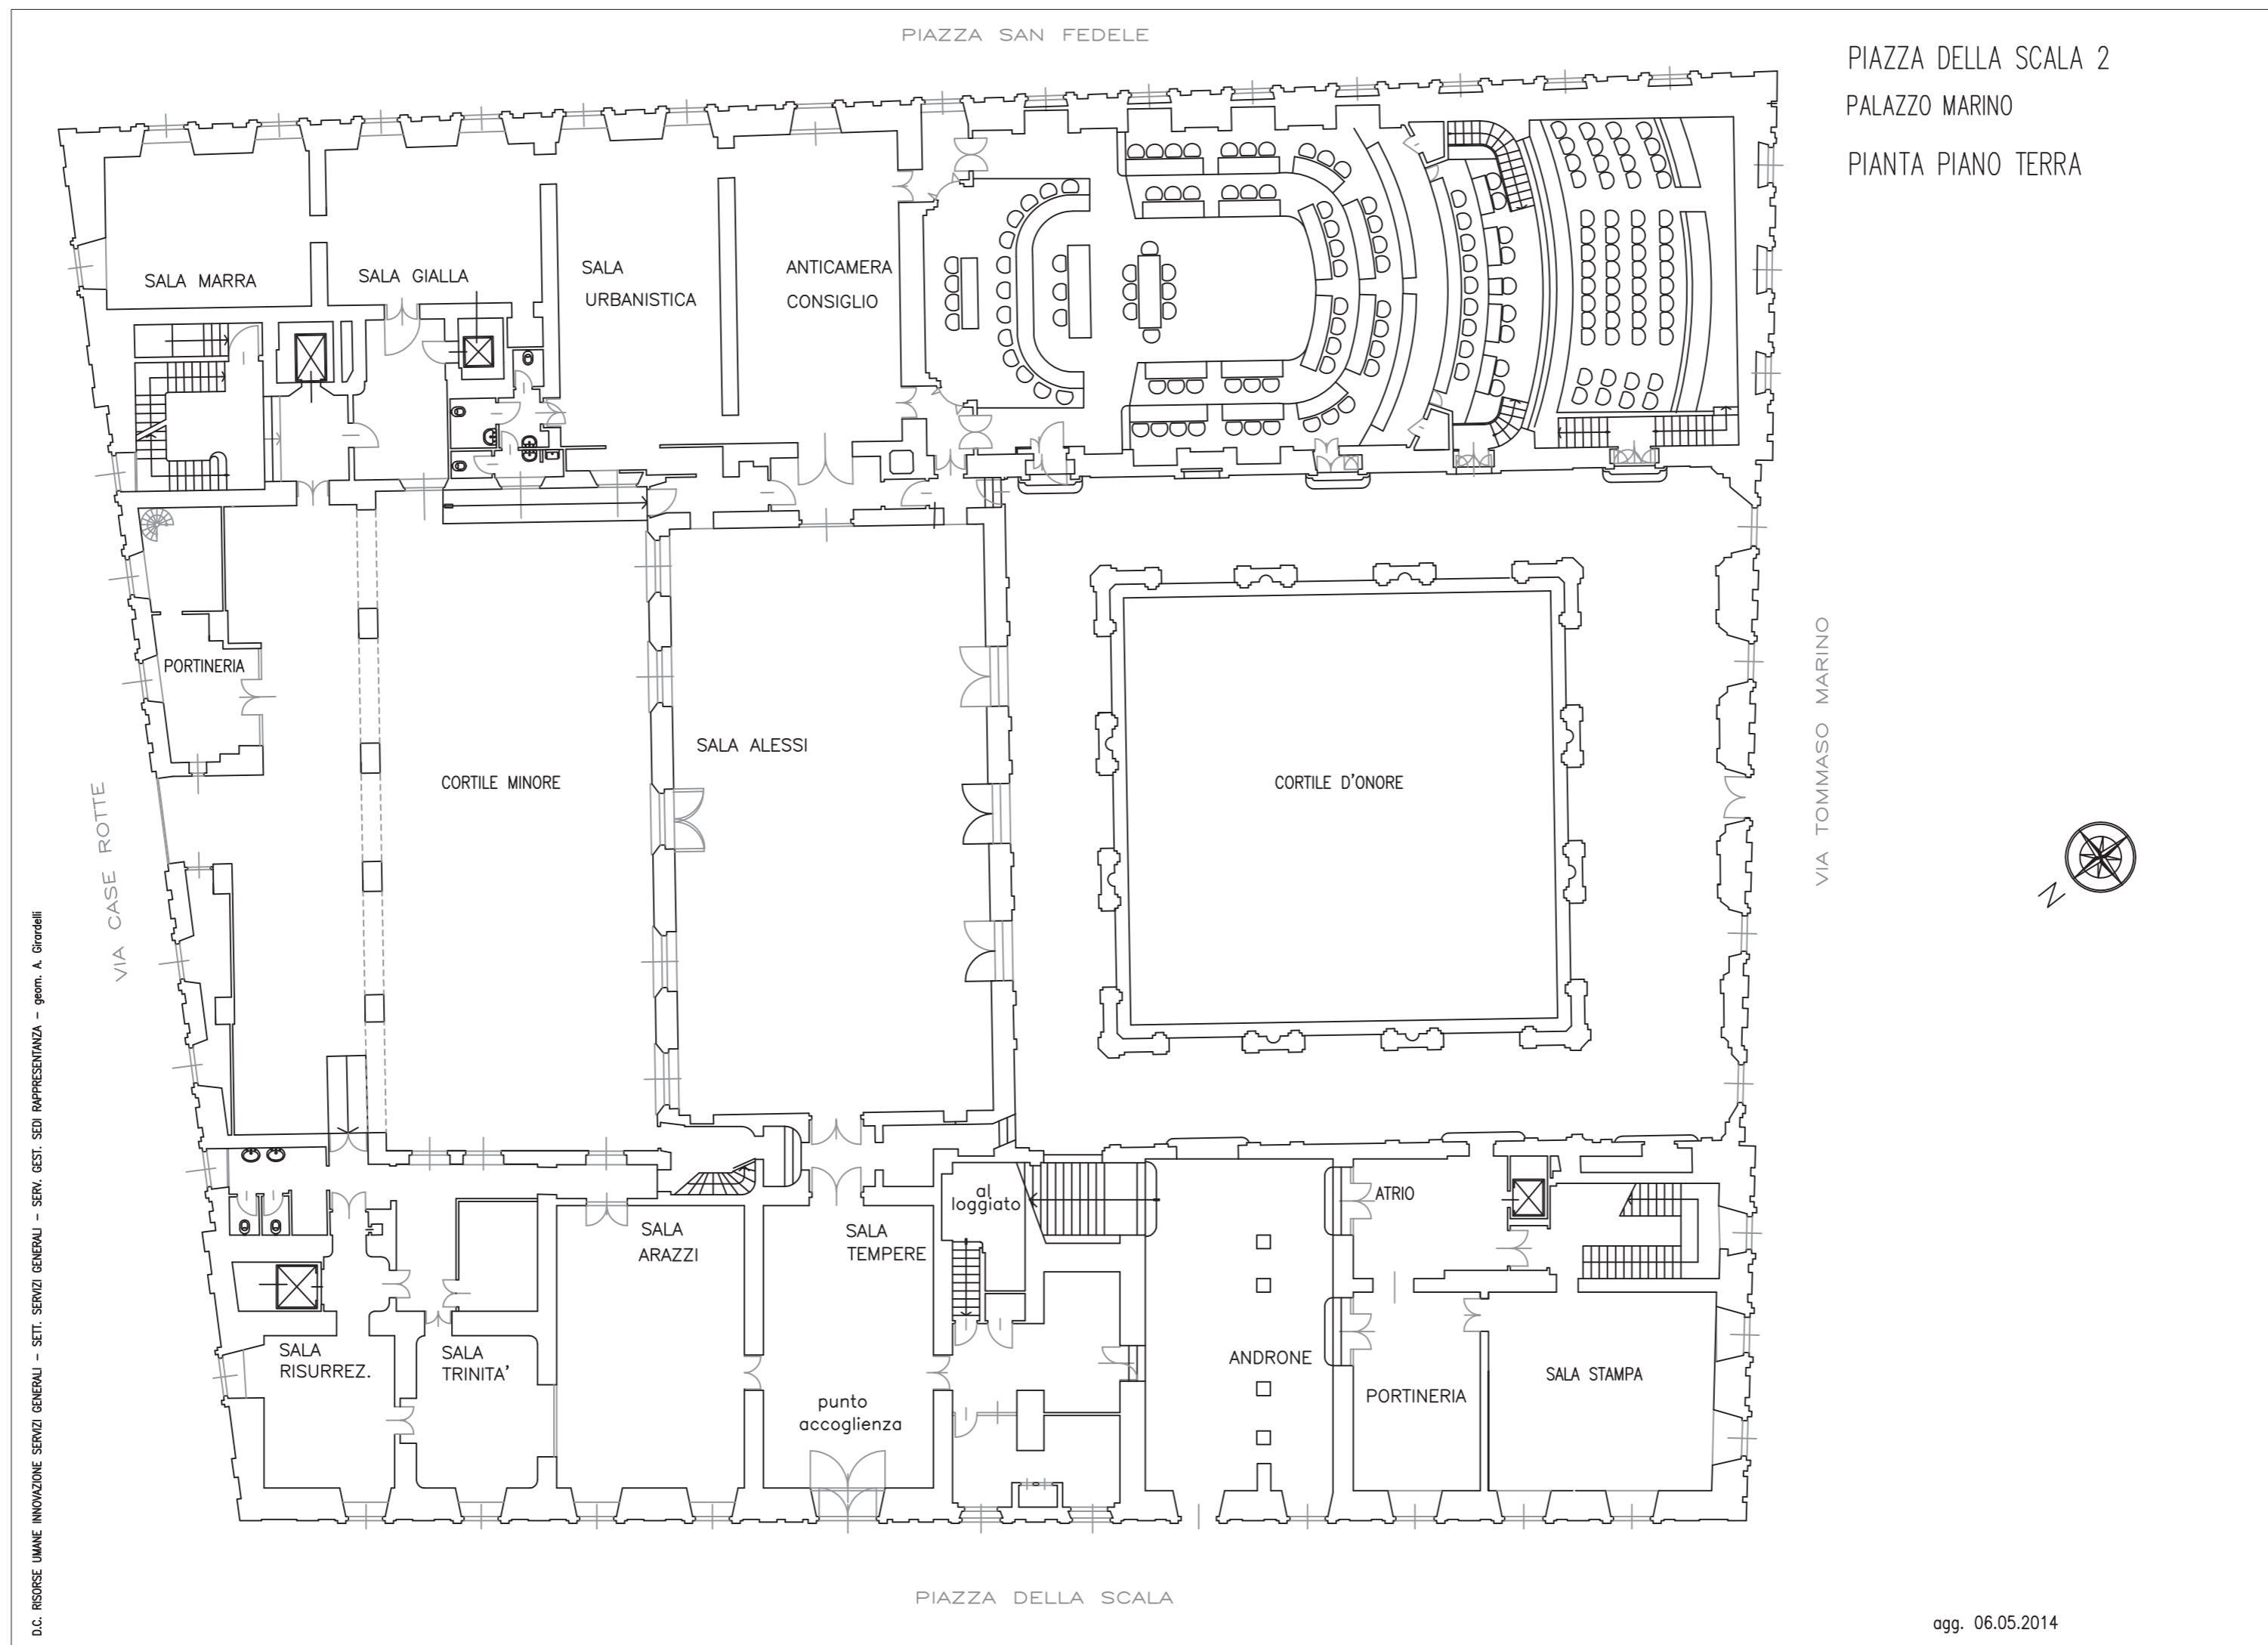 PIAZZA SAN FEDELE
PIAZZA DELLA SCALA 2
PALAZZO MARINO
PIANTA PIANO TERRA
SALA MARRA
SALA GIALLA
SALA
URBANISTICA
ANTICAMERA
CONSIGLIO
PORTINERIA
SALA ALESSI
CORTILE MINORE
CORTILE D'ONORE
VIA CASE ROTTE
VIA TOMMASO MARINO
N
al
loggiato
ATRIO
SALA
ARAZZI
SALA
TEMPERE
SALA
RISURREZ.
SALA
TRINITA'
ANDRONE
PORTINERIA
SALA STAMPA
punto
accoglienza
PIAZZA DELLA SCALA
agg. 06.05.2014
D.C. RISORSE UMANE INNOVAZIONE SERVIZI GENERALI – SETT. SERVIZI GENERALI – SERV. GEST. SEDI RAPPRESENTANZA – geom. A. Girardelli